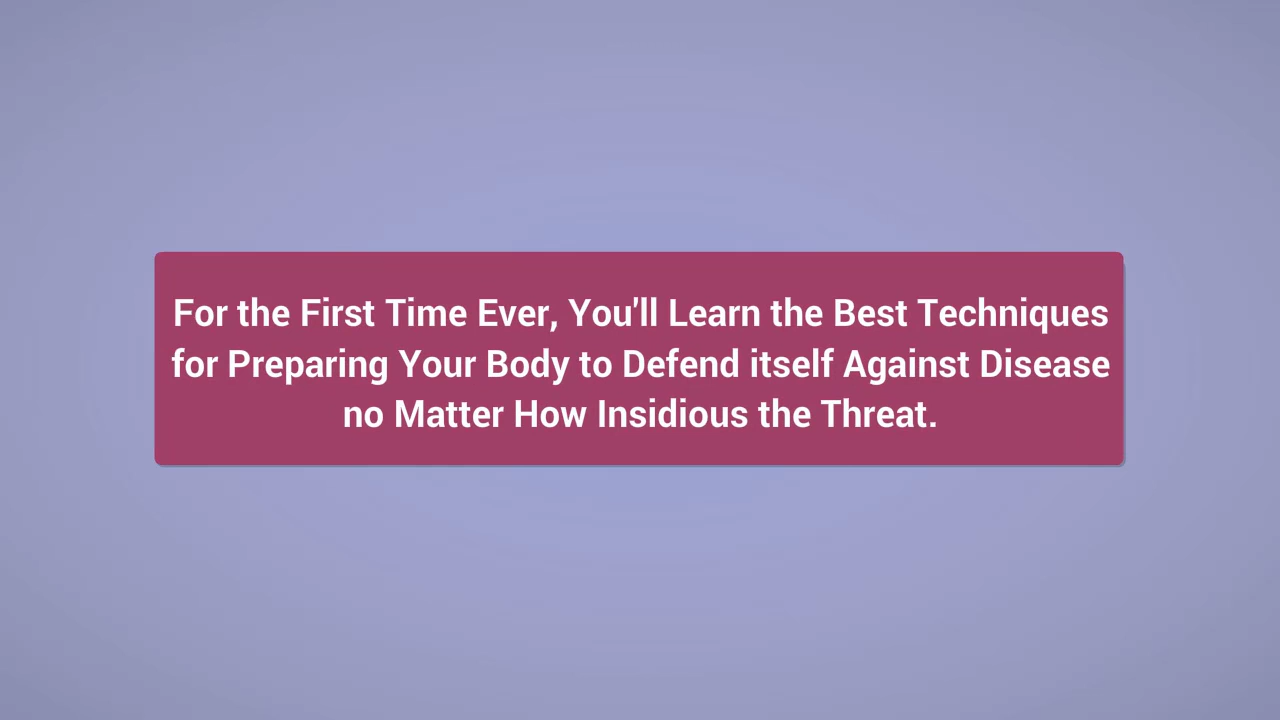 For the First Time Ever, You'll Learn the Best Techniques
for Preparing Your Body to Defend itself Against Disease
no Matter How Insidious the Threat.